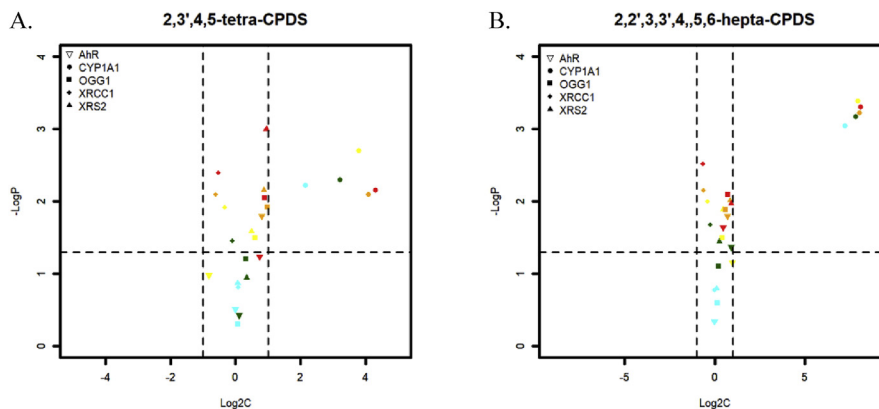 A.
2,3',4,5-tetra-CPDS
AhR
CYP1A1
OGG1
XRCC1
XRS2
-LogP
4
3
2
1
0
-4 -2 0 2 4
Log2C
B.
2,2',3,3',4,,5,6-hepta-CPDS
AhR
CYP1A1
OGG1
XRCC1
XRS2
-LogP
4
3
2
1
0
-5 0 5
Log2C